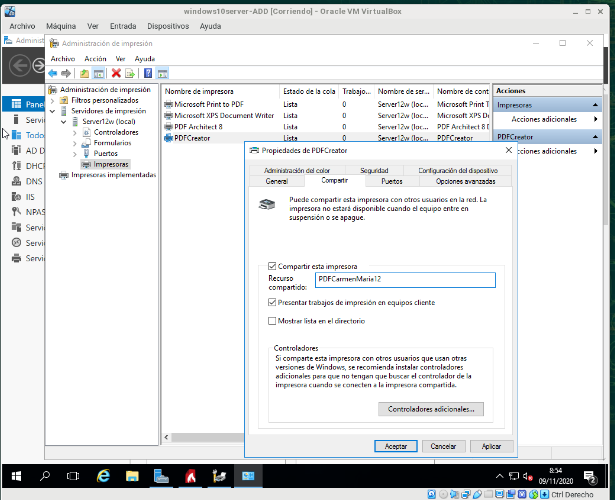 windows10server-ADD [Corriendo] - Oracle VM VirtualBox
Archivo Máquina Ver Entrada Dispositivos Ayuda
Administ
Administración de impresión
Archivo Acción Ver Ayuda
Administración de impresión
Filtros personalizados
Servidores de impresión
Server12w (local)
Controladores
Formularios
Puertos
Impresoras
Impresoras implementadas
Panel
Servi
Todo
AD D
DHCP
DNS
IIS
NPAS
Servi
Servi
Servi
Nombre de impresora Estado de la cola Trabajo... Nombre de ser... Nombre de cont
Microsoft Print to PDF Lista 0 Server12w (loc... Microsoft Print T
Microsoft XPS Document Writer Lista 0 Server12w (loc... Microsoft XPS D
PDF Architect 8 Lista 0 Server12w (loc... PDF Architect 8 D
PDFCreator Lista 0 Server12w (loc... PDFCreator
Acciones
Impresoras
Acciones adicionales
PDFCreator
cciones adicionales
Propiedades de PDFCreator
Administración del color Seguridad Configuración del dispositivo
General Compartir Puertos Opciones avanzadas
Puede compartir esta impresora con otros usuarios en la red. La
impresora no estará disponible cuando el equipo entre en
suspensión o se apague.
Compartir esta impresora
Recurso
compartido:
PDFCarmenMaria12
Presentar trabajos de impresión en equipos cliente
Mostrar lista en el directorio
Controladores
Si comparte esta impresora con otros usuarios que usan otras
versiones de Windows, se recomienda instalar controladores
adicionales para que no tengan que buscar el controlador de la
impresora cuando se conecten a la impresora compartida.
Controladores adicionales...
Aceptar Cancelar Aplicar
8:54
09/11/2020
2
Ctrl Derecho